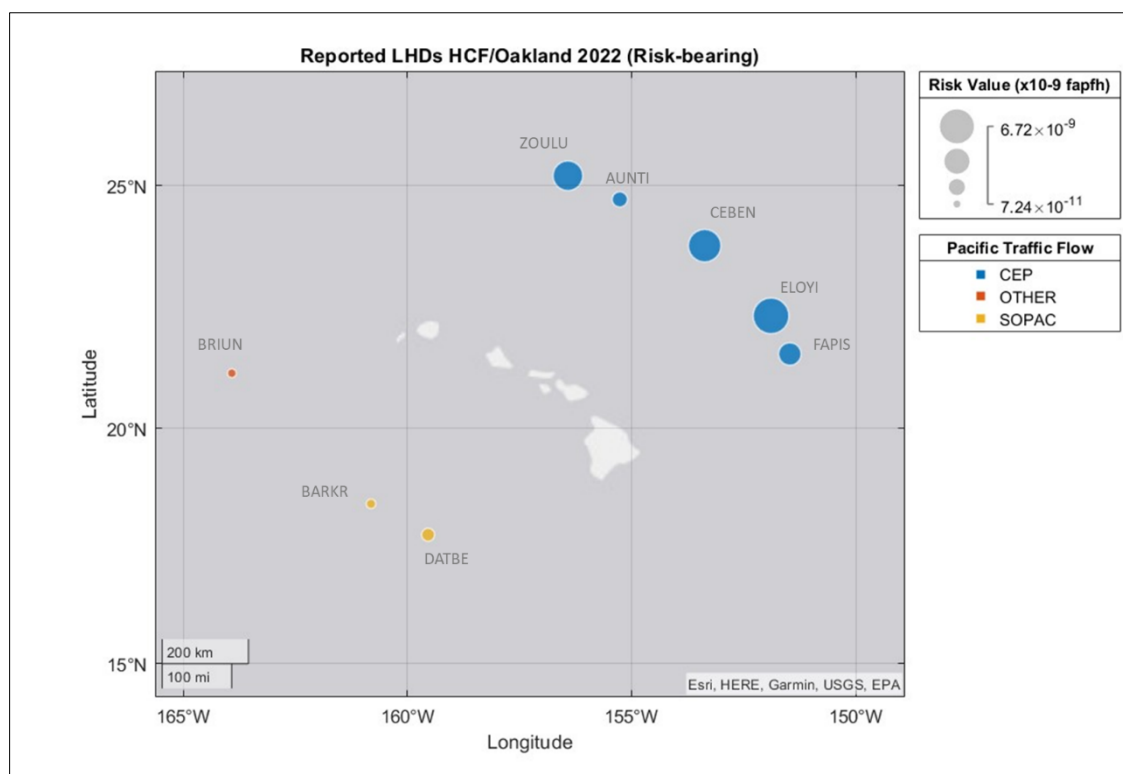 Reported LHDs HCF/Oakland 2022 (Risk-bearing)
Risk Value (x10-9 fapfh)
6.72×10⁻⁹
7.24×10⁻¹¹
Pacific Traffic Flow
CEP
OTHER
SOPAC
ZOULU
AUNTI
CEBEN
ELOYI
FAPIS
BRIUN
BARKR
DATBE
25°N
20°N
15°N
Latitude
200 km
100 mi
Esri, HERE, Garmin, USGS, EPA
165°W 160°W 155°W 150°W
Longitude